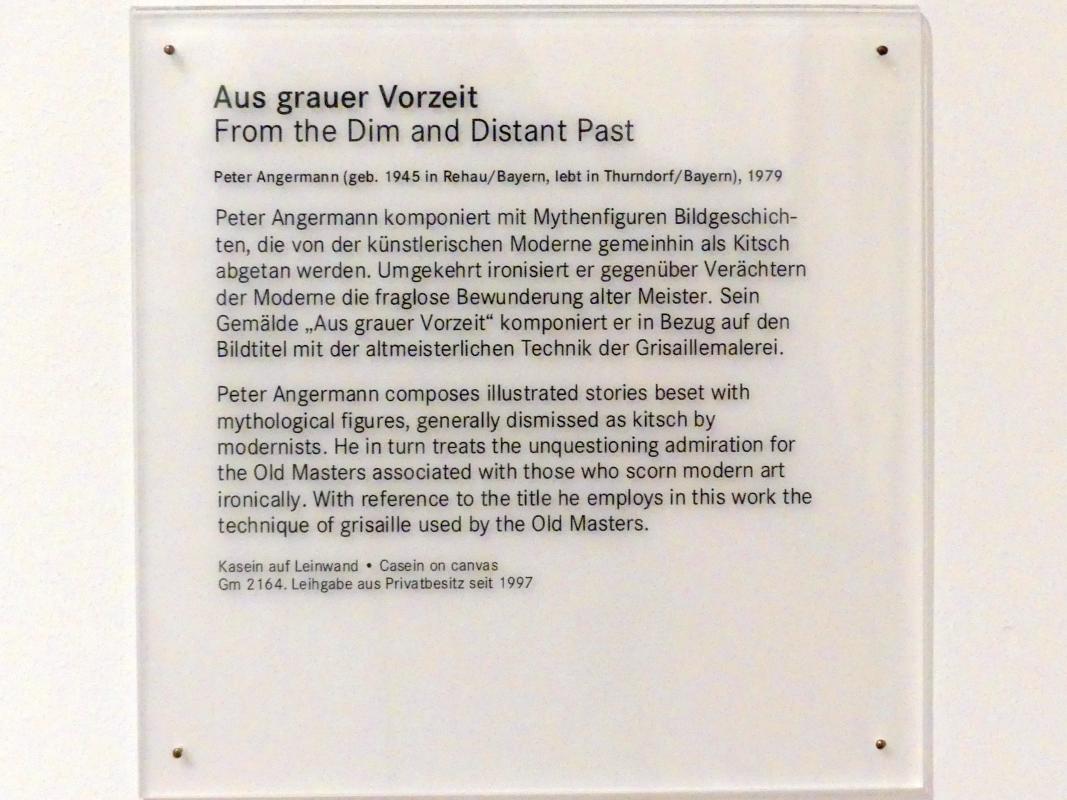 Aus grauer Vorzeit
From the Dim and Distant Past
Peter Angermann (geb. 1945 in Rehau/Bayern, lebt in Thurndorf/Bayern), 1979
Peter Angermann komponiert mit Mythenfiguren Bildgeschich-
ten, die von der künstlerischen Moderne gemeinhin als Kitsch
abgetan werden. Umgekehrt ironisiert er gegenüber Verächtern
der Moderne die fraglose Bewunderung alter Meister. Sein
Gemälde „Aus grauer Vorzeit“ komponiert er in Bezug auf den
Bildtitel mit der altmeisterlichen Technik der Grisaillemalerei.
Peter Angermann composes illustrated stories beset with
mythological figures, generally dismissed as kitsch by
modernists. He in turn treats the unquestioning admiration for
the Old Masters associated with those who scorn modern art
ironically. With reference to the title he employs in this work the
technique of grisaille used by the Old Masters.
Kasein auf Leinwand • Casein on canvas
Gm 2164. Leihgabe aus Privatbesitz seit 1997